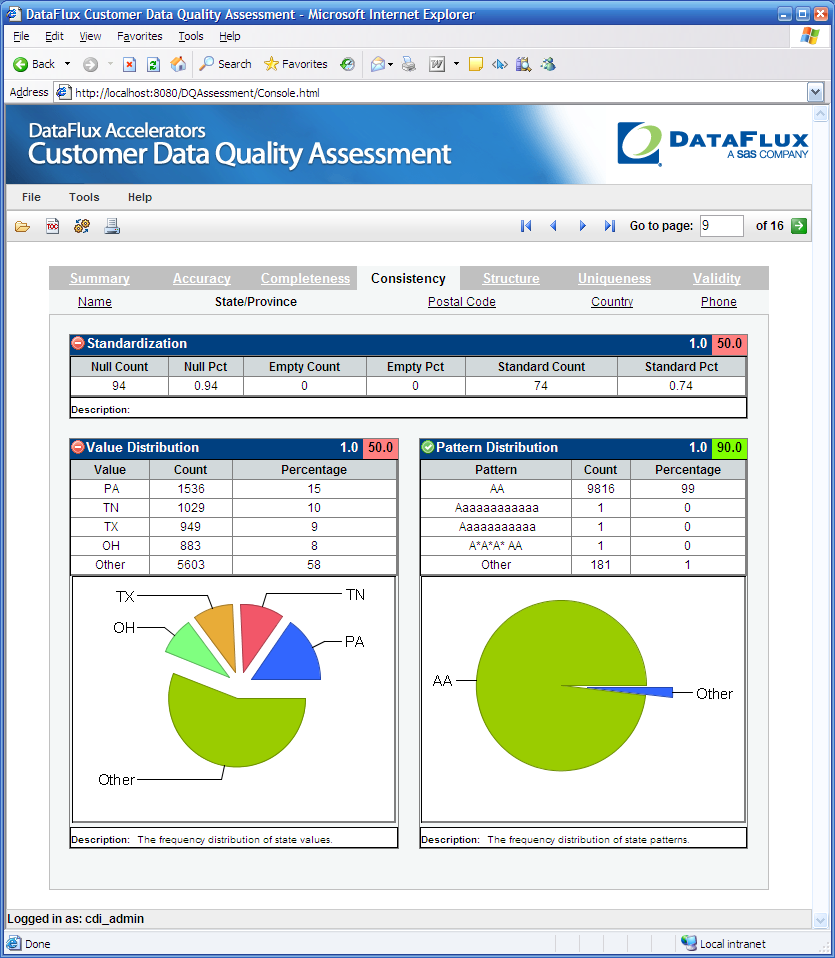 DataFlux Customer Data Quality Assessment - Microsoft Internet Explorer
File Edit View Favorites Tools Help
Back Search Favorites
Address http://localhost:8080/DQAssessment/Console.html
DataFlux Accelerators
Customer Data Quality Assessment
DATAFLUX
A sas COMPANY
File Tools Help
TOC Go to page: 9 of 16
Summary Accuracy Completeness Consistency Structure Uniqueness Validity
Name State/Province Postal Code Country Phone
Standardization 1.0 50.0
Null Count Null Pct Empty Count Empty Pct Standard Count Standard Pct
94 0.94 0 0 74 0.74
Description:
Value Distribution 1.0 50.0
Value Count Percentage
PA 1536 15
TN 1029 10
TX 949 9
OH 883 8
Other 5603 58
TX TN
OH PA
Other
Description: The frequency distribution of state values.
Pattern Distribution 1.0 90.0
Pattern Count Percentage
AA 9816 99
Aaaaaaaaaaaa 1 0
Aaaaaaaaaaa 1 0
A*A*A* AA 1 0
Other 181 1
AA Other
Description: The frequency distribution of state patterns.
Logged in as: cdi_admin
Done Local intranet